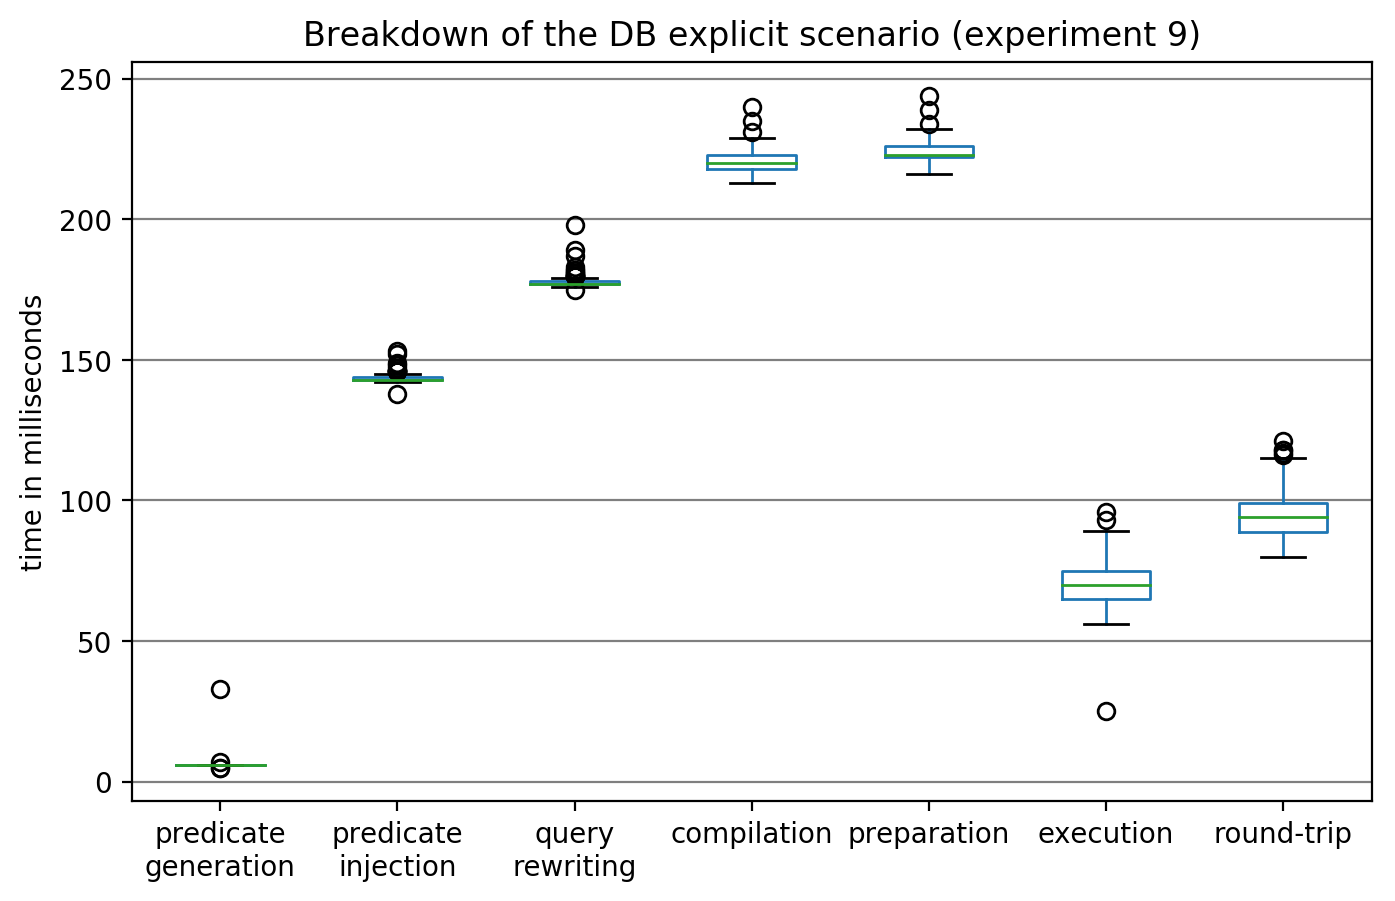 Breakdown of the DB explicit scenario (experiment 9)
250
200
150
100
50
0
time in milliseconds
predicate
generation
predicate
injection
query
rewriting
compilation
preparation
execution
round-trip